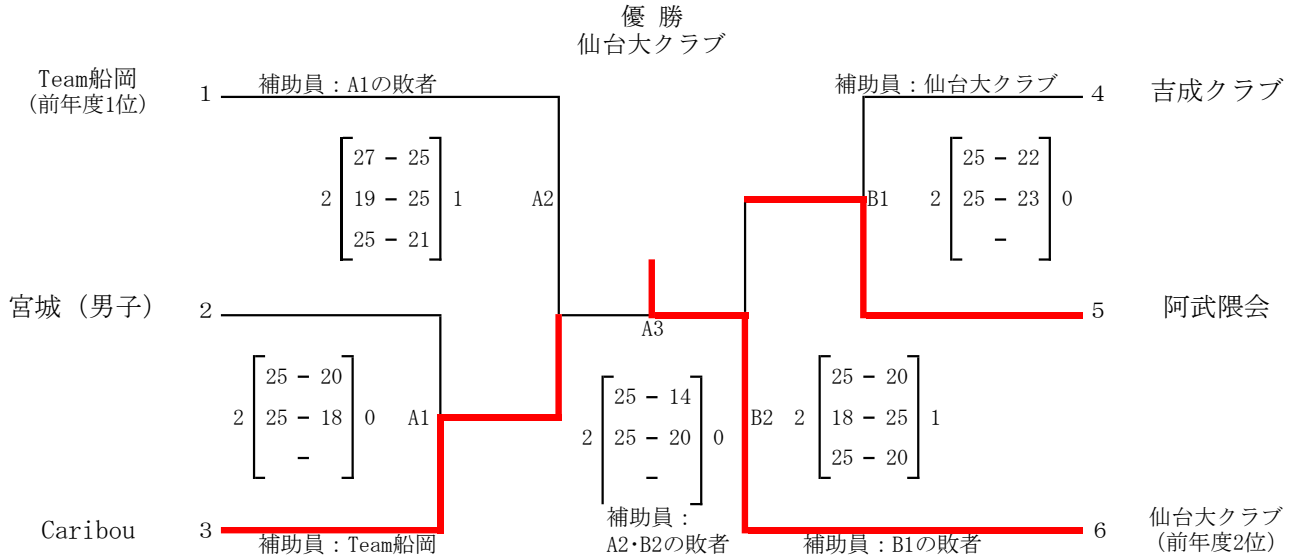 優 勝
仙台大クラブ
Team船岡
(前年度1位)
1
補助員：A1の敗者
補助員：仙台大クラブ
4
吉成クラブ
27 － 25
2 19 － 25 1
25 － 21
A2
B1
25 － 22
2 25 － 23 0
－
宮城（男子）
2
A3
5
阿武隈会
25 － 20
2 25 － 18 0
－
A1
25 － 14
2 25 － 20 0
－
B2
25 － 20
2 18 － 25 1
25 － 20
Caribou
3
補助員：Team船岡
補助員：
A2･B2の敗者
補助員：B1の敗者
6
仙台大クラブ
(前年度2位)